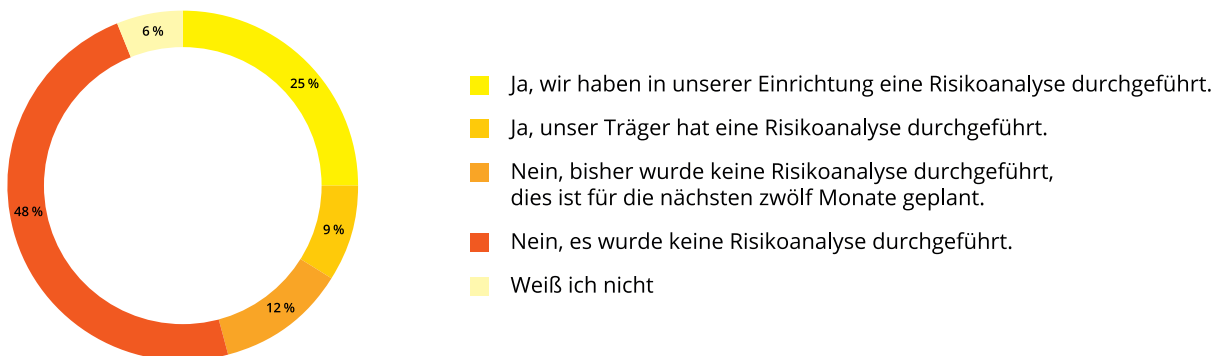 6 %
25 %
9 %
12 %
48 %
Ja, wir haben in unserer Einrichtung eine Risikoanalyse durchgeführt.
Ja, unser Träger hat eine Risikoanalyse durchgeführt.
Nein, bisher wurde keine Risikoanalyse durchgeführt,
dies ist für die nächsten zwölf Monate geplant.
Nein, es wurde keine Risikoanalyse durchgeführt.
Weiß ich nicht